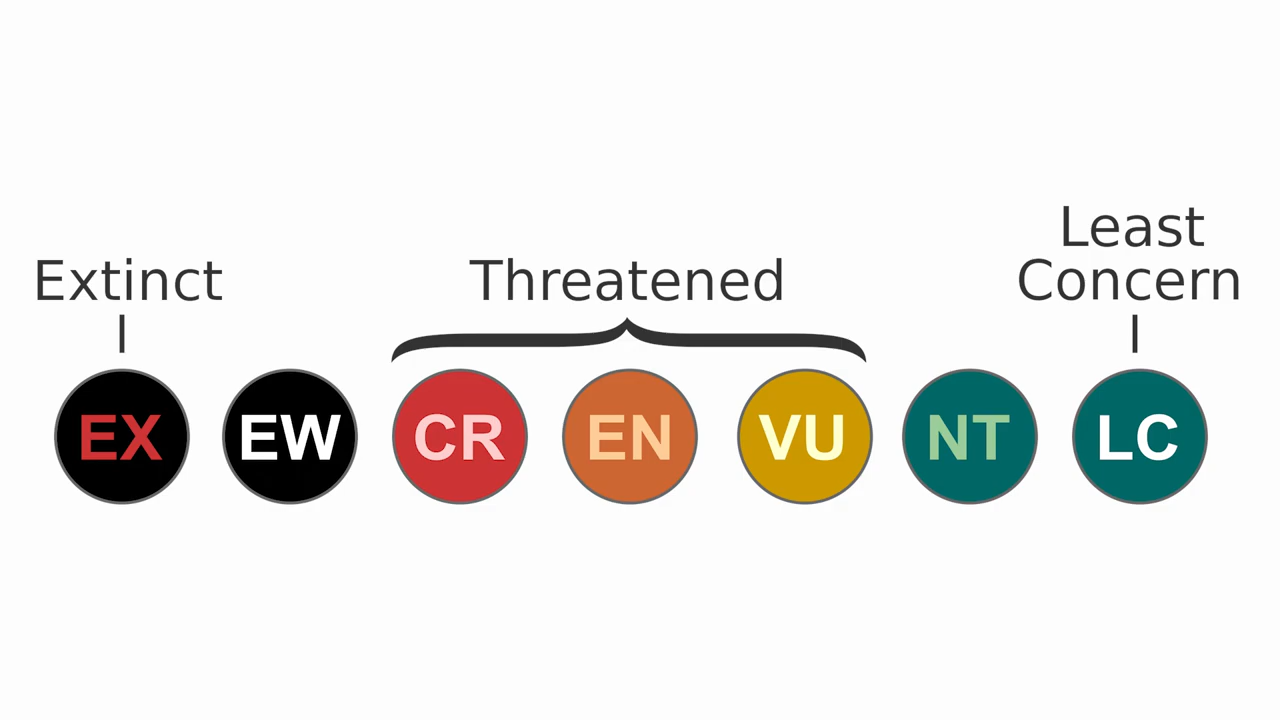 Extinct
Threatened
Least
Concern
EX
EW
CR
EN
VU
NT
LC